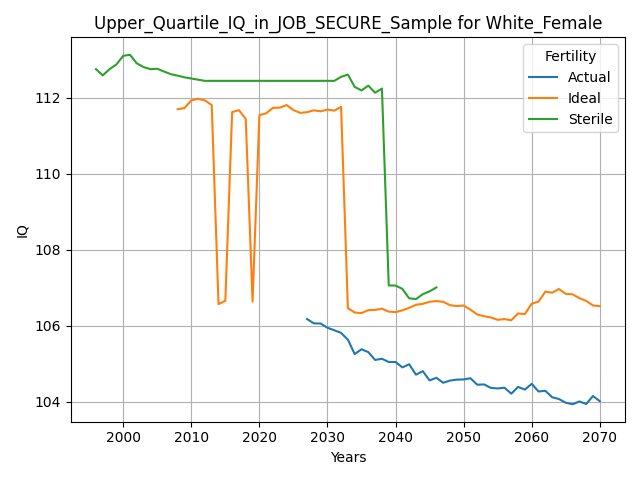 Upper_Quartile_IQ_in_JOB_SECURE_Sample for White_Female
Fertility
Actual
Ideal
Sterile
IQ
112
110
108
106
104
2000 2010 2020 2030 2040 2050 2060 2070
Years